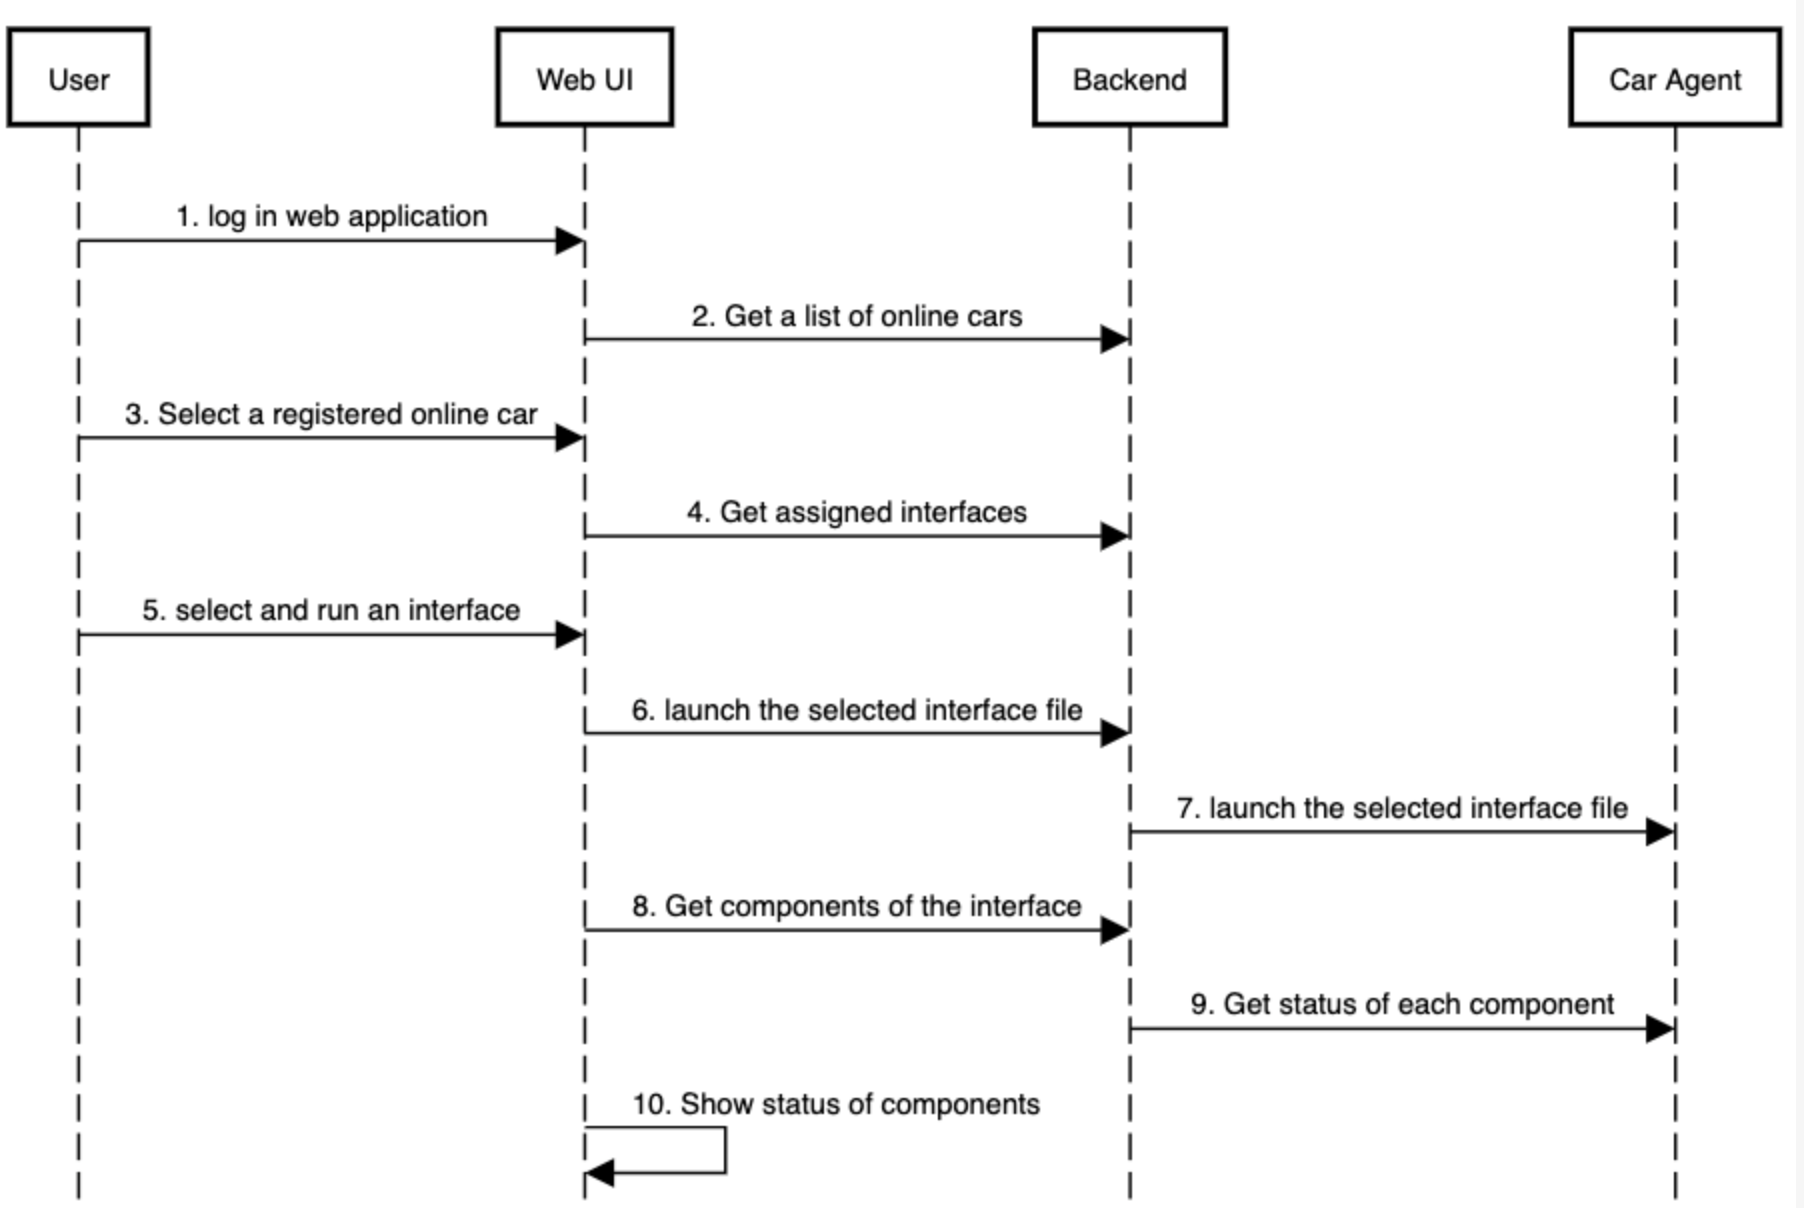 User
Web UI
Backend
Car Agent
1. log in web application
2. Get a list of online cars
3. Select a registered online car
4. Get assigned interfaces
5. select and run an interface
6. launch the selected interface file
7. launch the selected interface file
8. Get components of the interface
9. Get status of each component
10. Show status of components